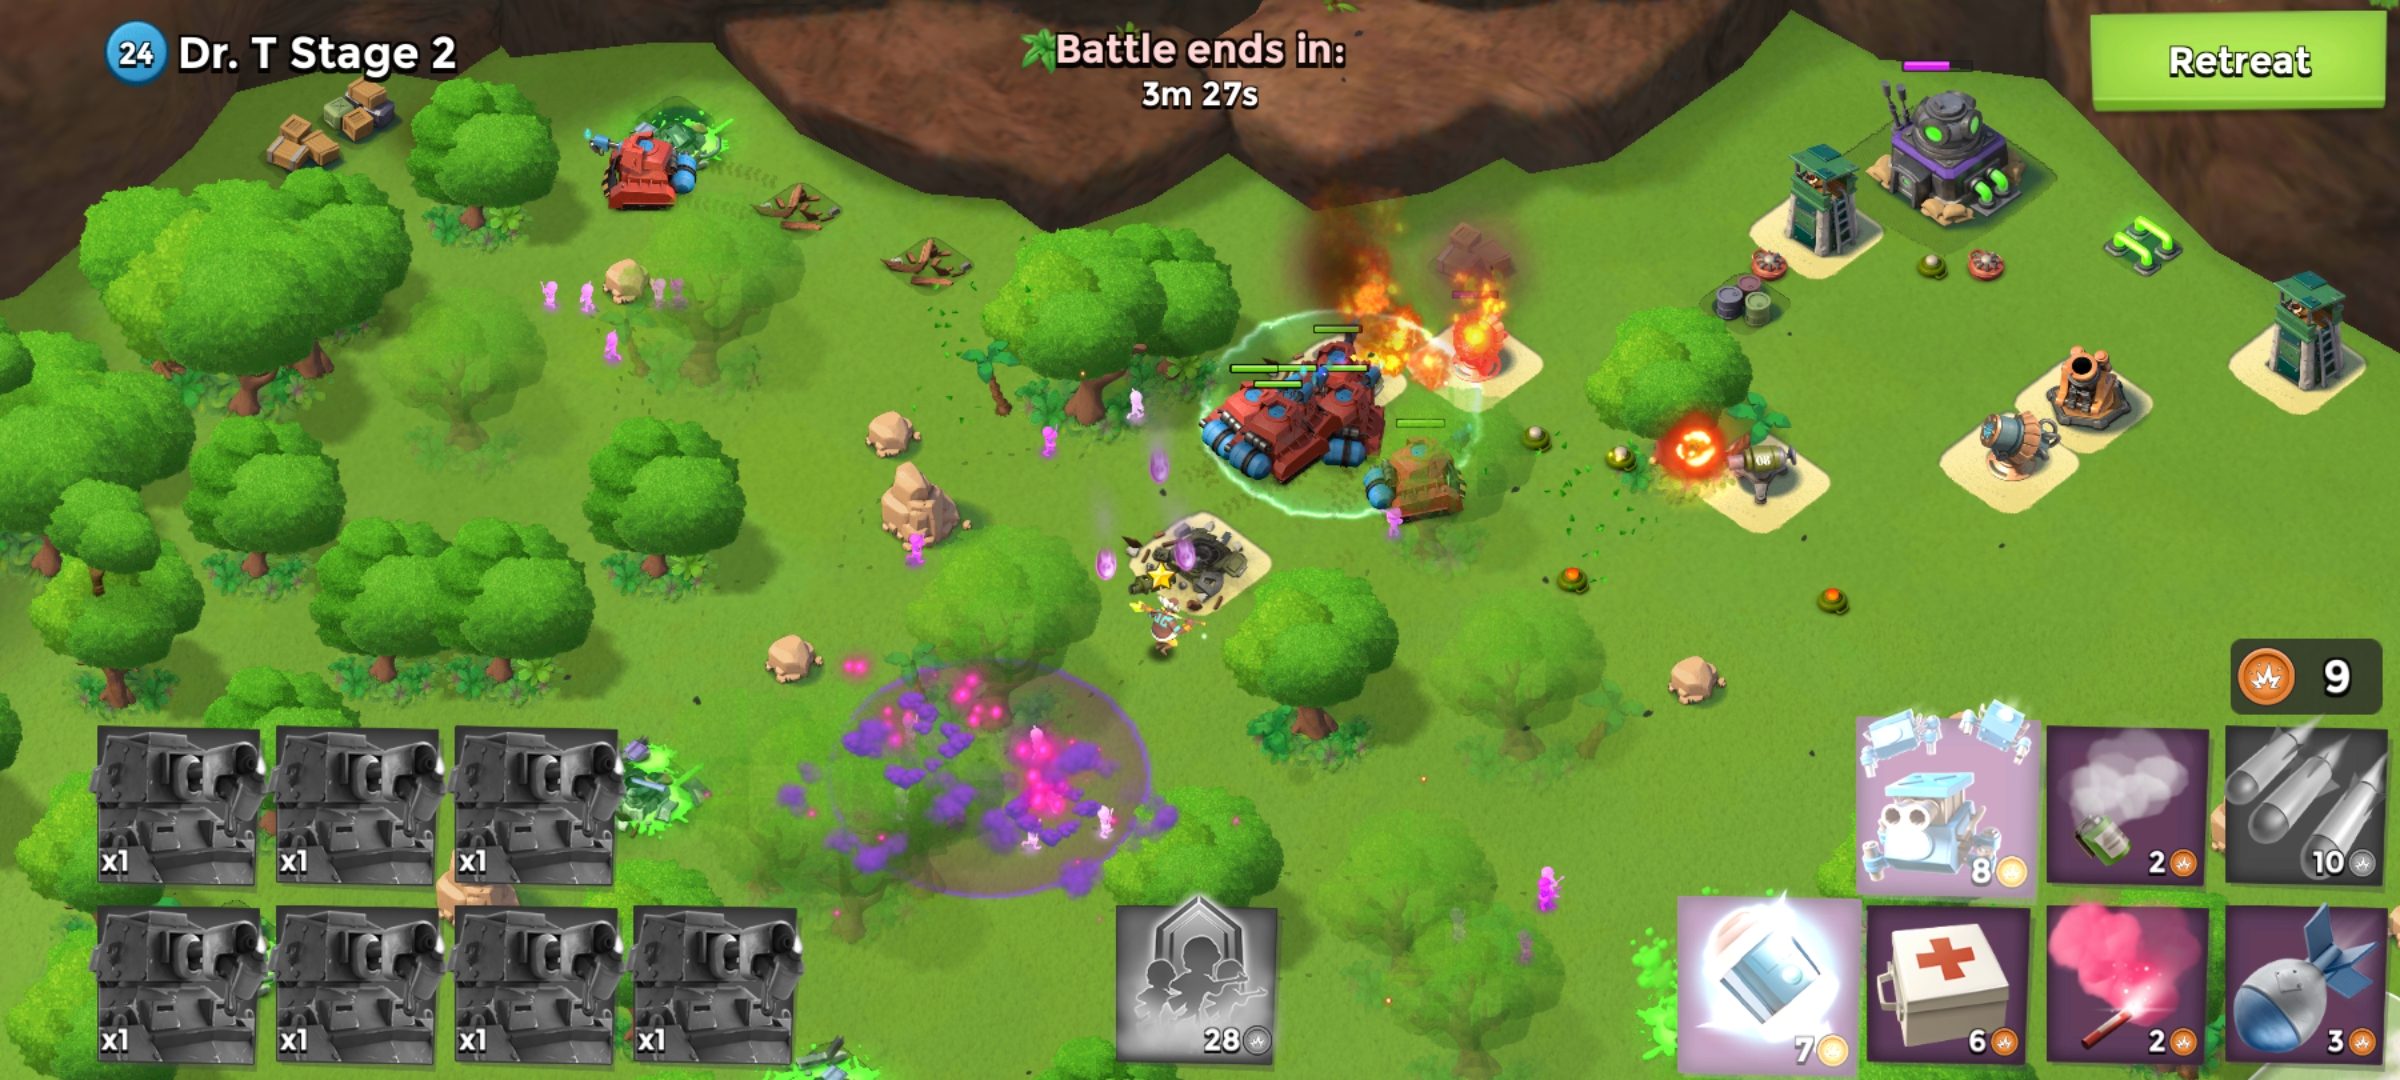 24 Dr. T Stage 2
Battle ends in:
3m 27s
Retreat
08
9
x1 x1 x1
8 2 10
x1 x1 x1 x1
28
7 6 2 3